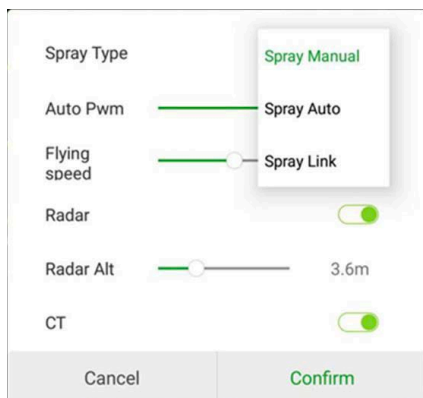 Spray Type
Spray Manual
Auto Pwm
Spray Auto
Flying
speed
Spray Link
Radar
Radar Alt
3.6m
CT
Cancel
Confirm